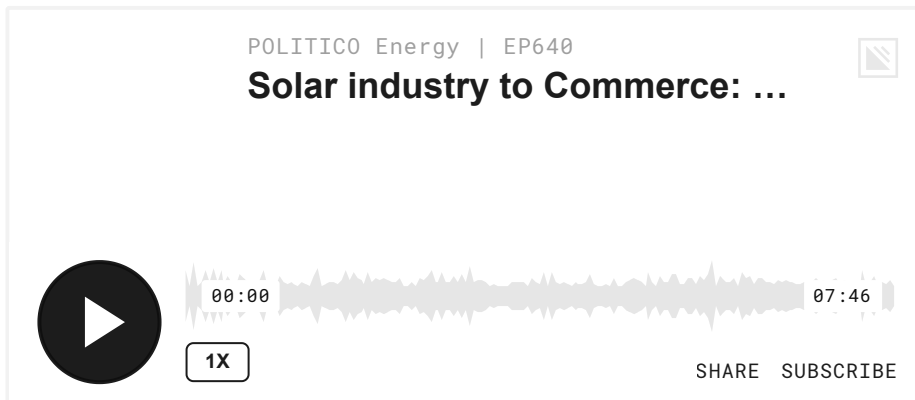 POLITICO Energy | EP640
Solar industry to Commerce: …
00:00
07:46
1X
SHARE SUBSCRIBE